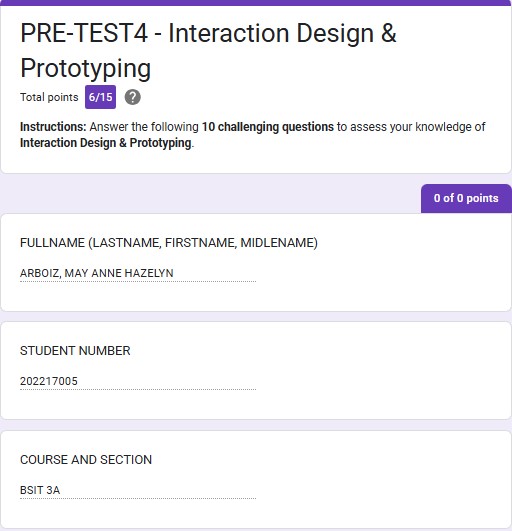 PRE-TEST4 - Interaction Design &
Prototyping
Total points 6/15 ?
Instructions: Answer the following 10 challenging questions to assess your knowledge of
Interaction Design & Prototyping.
0 of 0 points
FULLNAME (LASTNAME, FIRSTNAME, MIDLENAME)
ARBOIZ, MAY ANNE HAZELYN
STUDENT NUMBER
202217005
COURSE AND SECTION
BSIT 3A